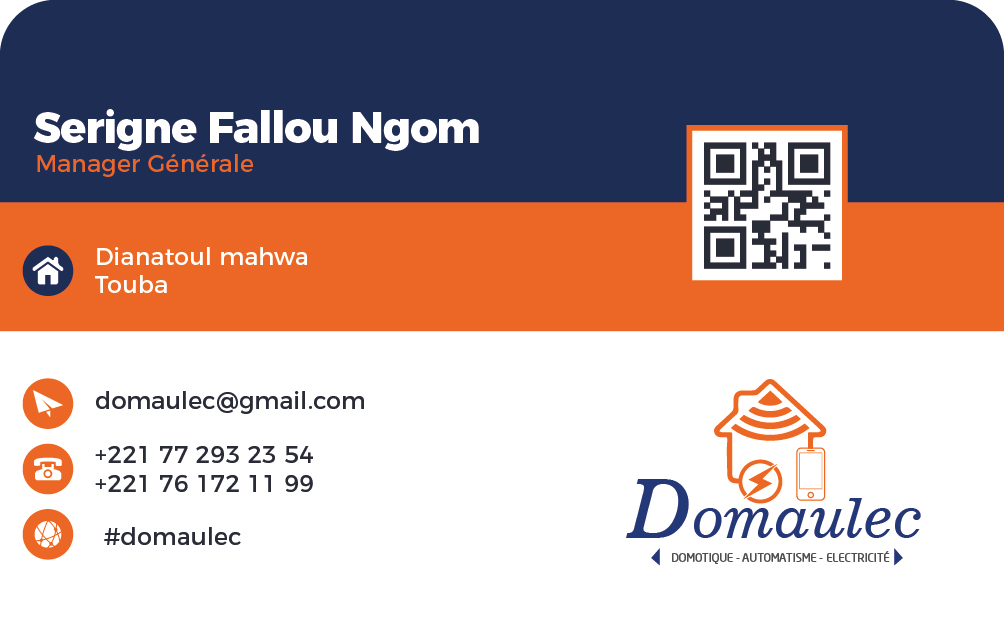 Serigne Fallou Ngom
Manager Générale
Dianatoul mahwa
Touba
domaulec@gmail.com
+221 77 293 23 54
+221 76 172 11 99
#domaulec
Domaulec
DOMOTIQUE - AUTOMATISME - ELECTRICITÉ